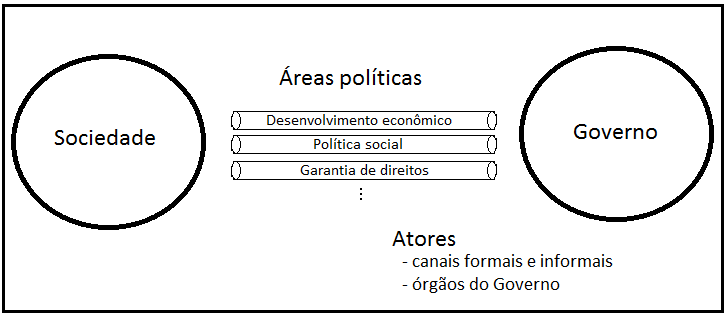 Áreas políticas
Sociedade
Desenvolvimento econômico
Política social
Garantia de direitos
⋮
Governo
Atores
- canais formais e informais
- órgãos do Governo